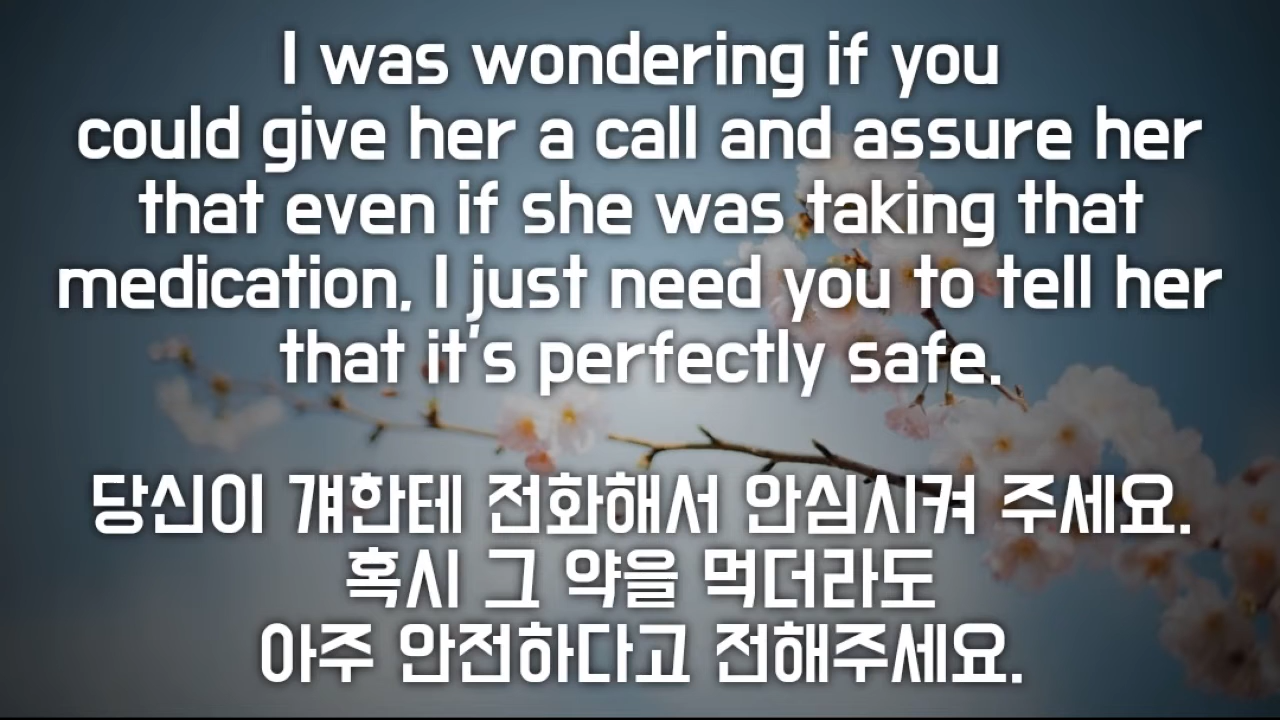 I was wondering if you
could give her a call and assure her
that even if she was taking that
medication, I just need you to tell her
that it's perfectly safe.
당신이 걔한테 전화해서 안심시켜 주세요.
혹시 그 약을 먹더라도
아주 안전하다고 전해주세요.